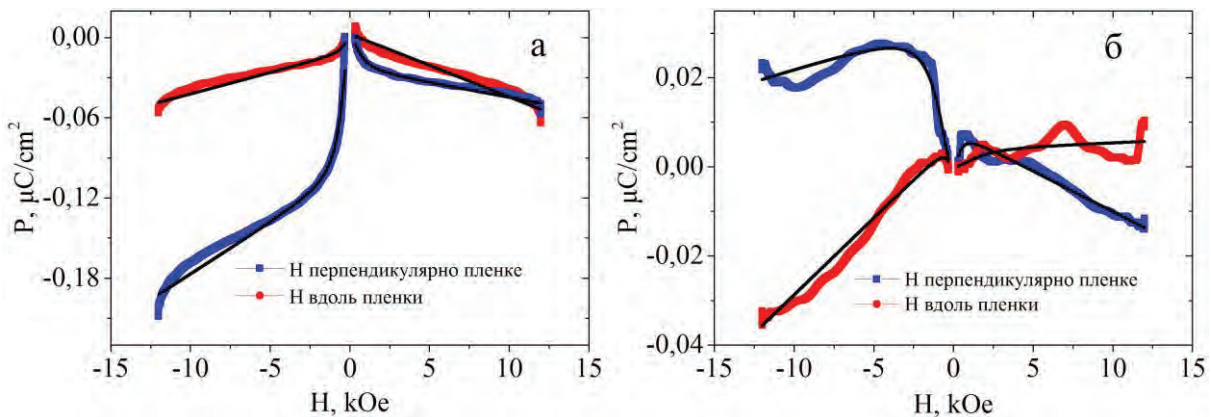 а
0,00
-0,06
-0,12
-0,18
P, μC/cm²
H перпендикулярно пленке
H вдоль пленки
-15 -10 -5 0 5 10 15
H, kOe
б
0,02
0,00
-0,02
-0,04
P, μC/cm²
H перпендикулярно пленке
H вдоль пленки
-15 -10 -5 0 5 10 15
H, kOe